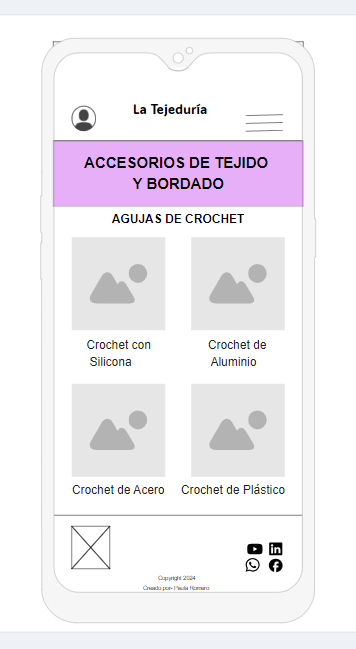 La Tejeduría
ACCESORIOS DE TEJIDO
Y BORDADO
AGUJAS DE CROCHET
Crochet con
Silicona
Crochet de
Aluminio
Crochet de Acero
Crochet de Plástico
Copyright 2024
Creado por- Paula Romero